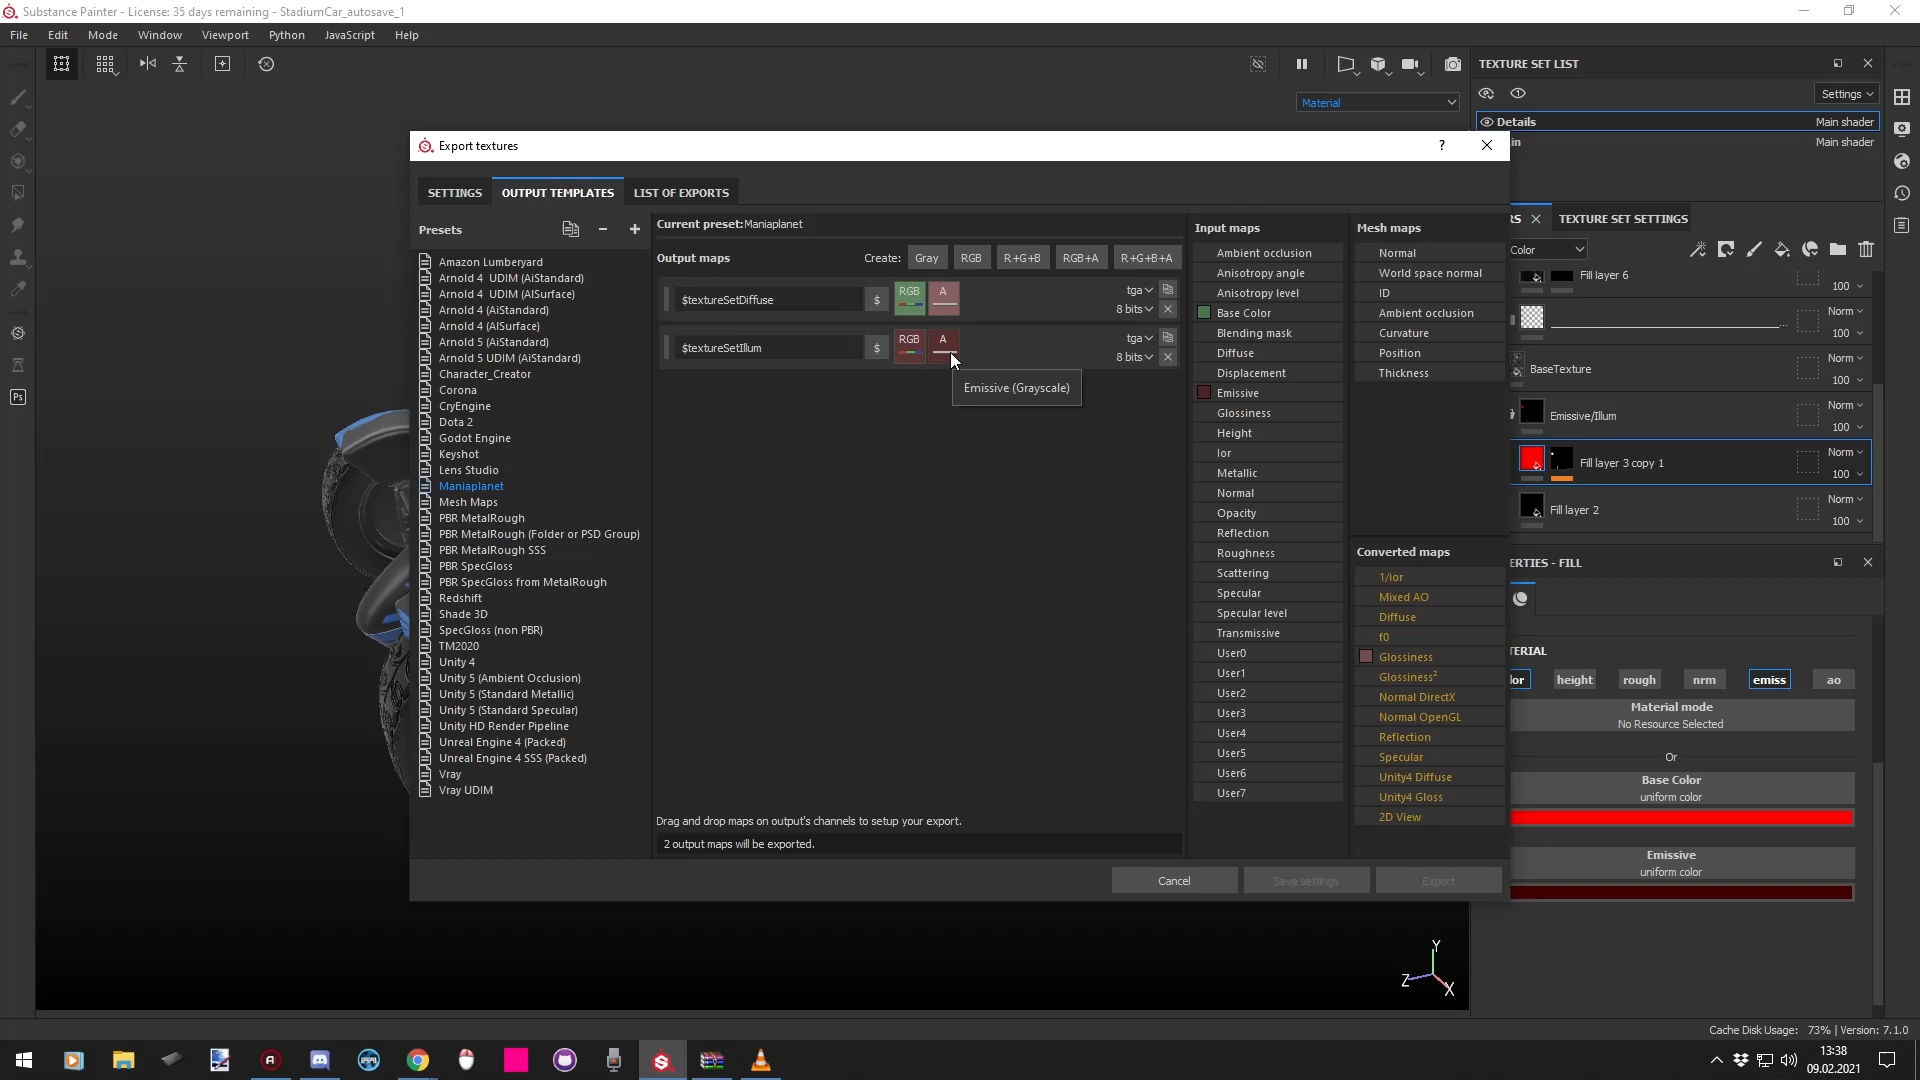 Substance Painter - License: 35 days remaining - StadiumCar_autosave_1
File Edit Mode Window Viewport Python JavaScript Help
TEXTURE SET LIST
Material
Settings
Details Main shader
in Main shader
Export textures
?
SETTINGS OUTPUT TEMPLATES LIST OF EXPORTS
Presets
Amazon Lumberyard
Arnold 4 UDIM (AiStandard)
Arnold 4 UDIM (AlSurface)
Arnold 4 (AiStandard)
Arnold 4 (AlSurface)
Arnold 5 (AiStandard)
Arnold 5 UDIM (AiStandard)
Character_Creator
Corona
CryEngine
Dota 2
Godot Engine
Keyshot
Lens Studio
Maniaplanet
Mesh Maps
PBR MetalRough
PBR MetalRough (Folder or PSD Group)
PBR MetalRough SSS
PBR SpecGloss
PBR SpecGloss from MetalRough
Redshift
Shade 3D
SpecGloss (non PBR)
TM2020
Unity 4
Unity 5 (Ambient Occlusion)
Unity 5 (Standard Metallic)
Unity 5 (Standard Specular)
Unity HD Render Pipeline
Unreal Engine 4 (Packed)
Unreal Engine 4 SSS (Packed)
Vray
Vray UDIM
Current preset:Maniaplanet
Output maps Create: Gray RGB R+G+B RGB+A R+G+B+A
$textureSetDiffuse $ RGB A tga
8 bits
$textureSetIllum $ RGB A tga
8 bits
Emissive (Grayscale)
Drag and drop maps on output's channels to setup your export.
2 output maps will be exported.
Input maps
Ambient occlusion
Anisotropy angle
Anisotropy level
Base Color
Blending mask
Diffuse
Displacement
Emissive
Glossiness
Height
Ior
Metallic
Normal
Opacity
Reflection
Roughness
Scattering
Specular
Specular level
Transmissive
User0
User1
User2
User3
User4
User5
User6
User7
Mesh maps
Normal
World space normal
ID
Ambient occlusion
Curvature
Position
Thickness
Converted maps
1/ior
Mixed AO
Diffuse
f0
Glossiness
Glossiness²
Normal DirectX
Normal OpenGL
Reflection
Specular
Unity4 Diffuse
Unity4 Gloss
2D View
Cancel Save settings Export
RS TEXTURE SET SETTINGS
Color
Fill layer 6
100
Norm
100
BaseTexture Norm
100
Emissive/Illum Norm
100
Fill layer 3 copy 1 Norm
100
Fill layer 2 Norm
100
ERTIES - FILL
TERIAL
lor height rough nrm emiss ao
Material mode
No Resource Selected
Or
Base Color
uniform color
Emissive
uniform color
Y
Z
X
Cache Disk Usage: 73% | Version: 7.1.0
Ps
13:38
09.02.2021